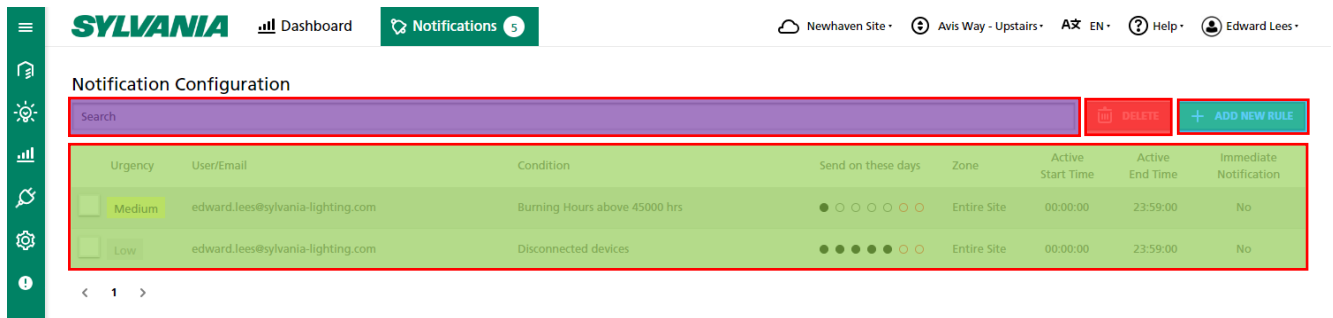 SYLVANIA Dashboard Notifications 5 Newhaven Site Avis Way - Upstairs A文 EN Help Edward Lees
Notification Configuration
Search DELETE + ADD NEW RULE
Urgency User/Email Condition Send on these days Zone Active Start Time Active End Time Immediate Notification
Medium edward.lees@sylvania-lighting.com Burning Hours above 45000 hrs Entire Site 00:00:00 23:59:00 No
Low edward.lees@sylvania-lighting.com Disconnected devices Entire Site 00:00:00 23:59:00 No
< 1 >